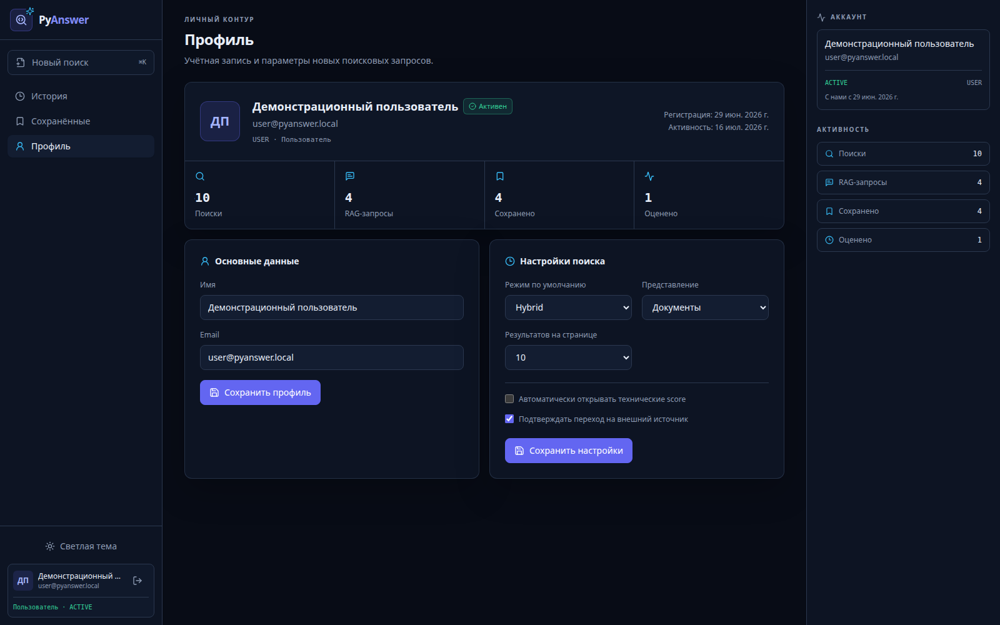 PyAnswer
Новый поиск
⌘K
История
Сохранённые
Профиль
Светлая тема
ДП
Демонстрационный ...
user@pyanswer.local
Пользователь · ACTIVE
ЛИЧНЫЙ КОНТУР
Профиль
Учётная запись и параметры новых поисковых запросов.
ДП
Демонстрационный пользователь
Активен
user@pyanswer.local
USER · Пользователь
Регистрация: 29 июн. 2026 г.
Активность: 16 июл. 2026 г.
10
Поиски
4
RAG-запросы
4
Сохранено
1
Оценено
Основные данные
Имя
Демонстрационный пользователь
Email
user@pyanswer.local
Сохранить профиль
Настройки поиска
Режим по умолчанию
Hybrid
Представление
Документы
Результатов на странице
10
Автоматически открывать технические score
Подтверждать переход на внешний источник
Сохранить настройки
АККАУНТ
Демонстрационный пользователь
user@pyanswer.local
ACTIVE
USER
С нами с 29 июн. 2026 г.
АКТИВНОСТЬ
Поиски 10
RAG-запросы 4
Сохранено 4
Оценено 1